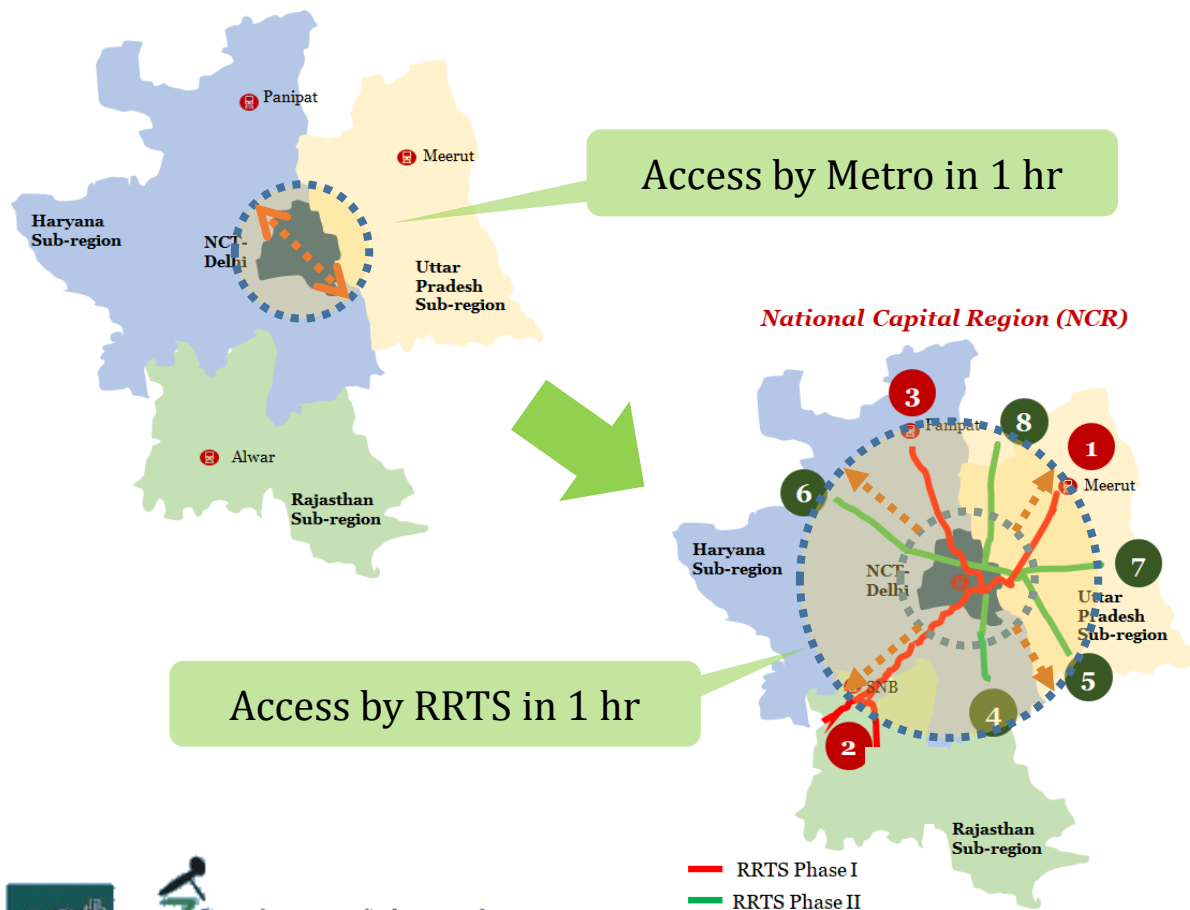 Panipat
Meerut
Access by Metro in 1 hr
Haryana
Sub-region
NCT-
Delhi
Uttar
Pradesh
Sub-region
National Capital Region (NCR)
Alwar
Rajasthan
Sub-region
3
Panipat
8
1
Meerut
6
Haryana
Sub-region
NCT-
Delhi
7
Uttar
Pradesh
Sub-region
5
SNB
Access by RRTS in 1 hr
4
2
Rajasthan
Sub-region
RRTS Phase I
RRTS Phase II